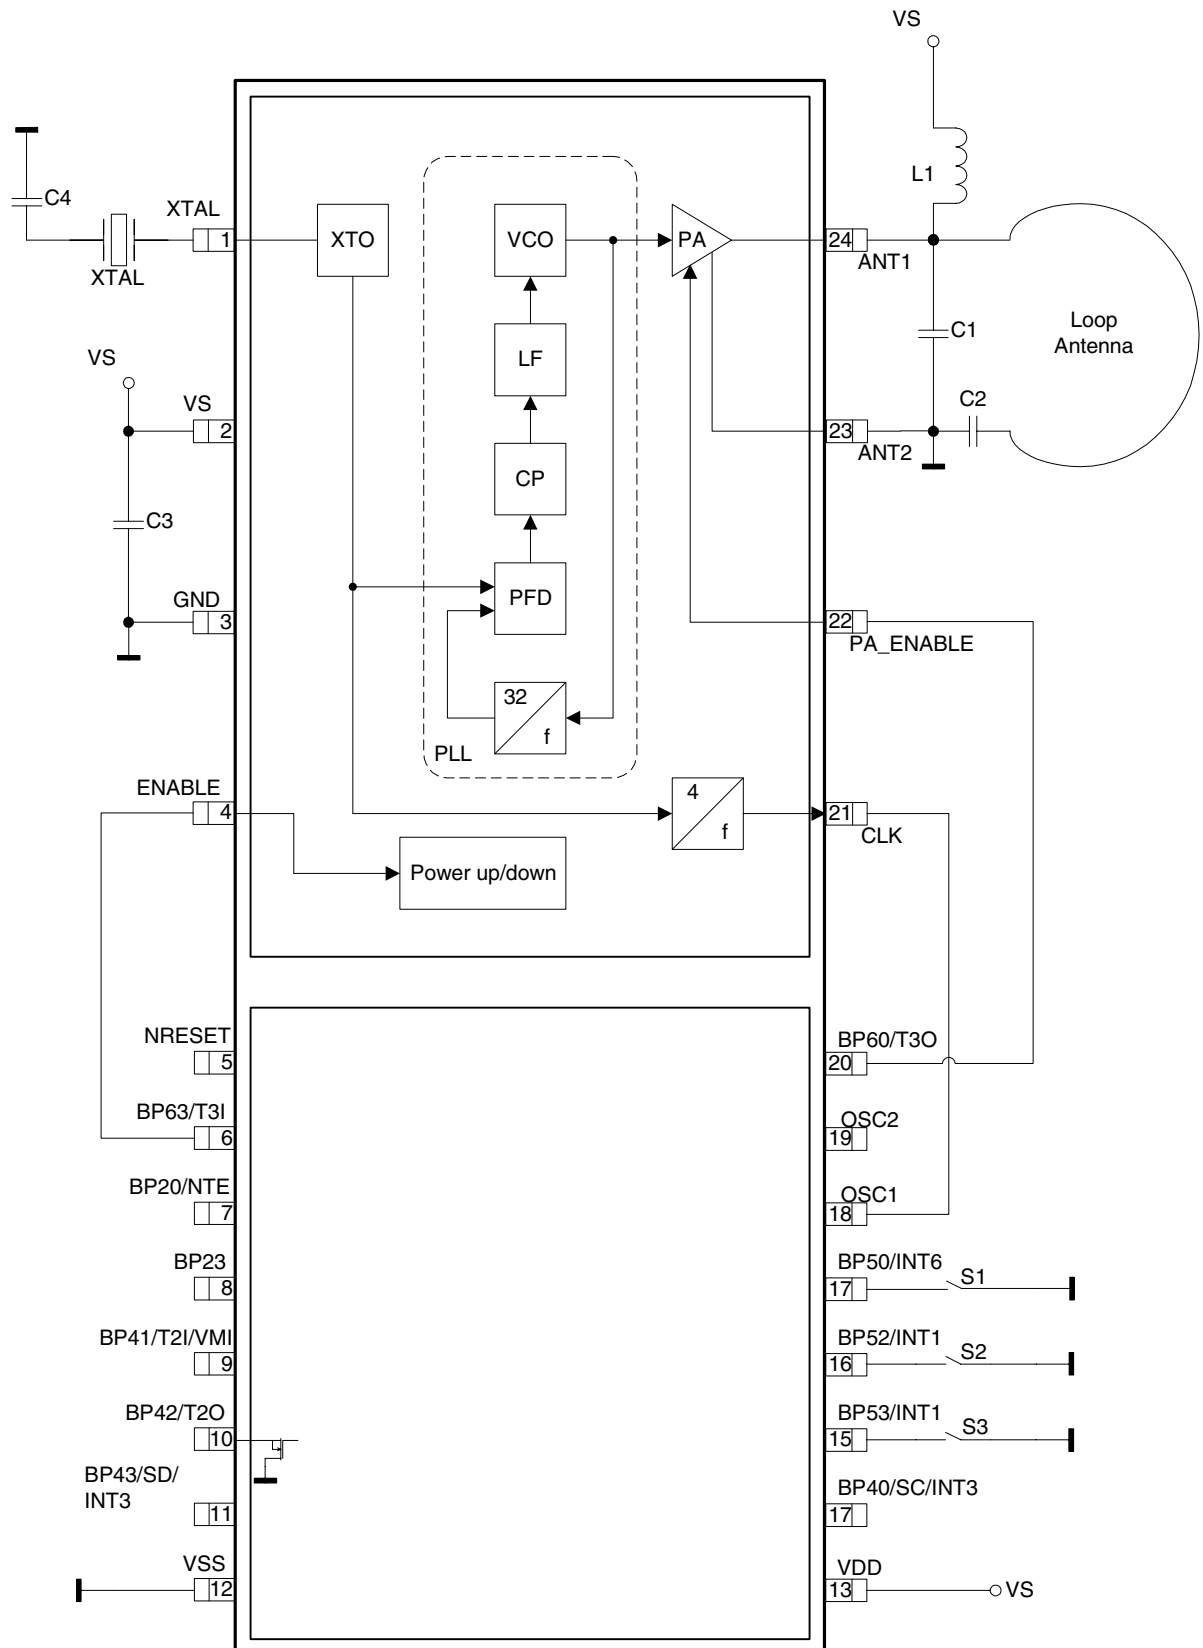 VS
L1
C4
XTAL
1
XTAL
XTO
VCO
PA
24
ANT1
Loop
Antenna
C1
LF
VS
VS
2
C2
23
ANT2
CP
C3
GND
3
PFD
22
PA_ENABLE
32
f
PLL
ENABLE
4
4
f
21
CLK
Power up/down
NRESET
5
BP60/T3O
20
BP63/T3I
6
OSC2
19
BP20/NTE
7
OSC1
18
BP23
8
BP50/INT6
17
S1
BP41/T2I/VMI
9
BP52/INT1
16
S2
BP42/T2O
10
BP53/INT1
15
S3
BP43/SD/
INT3
11
BP40/SC/INT3
17
VSS
12
VDD
13
VS